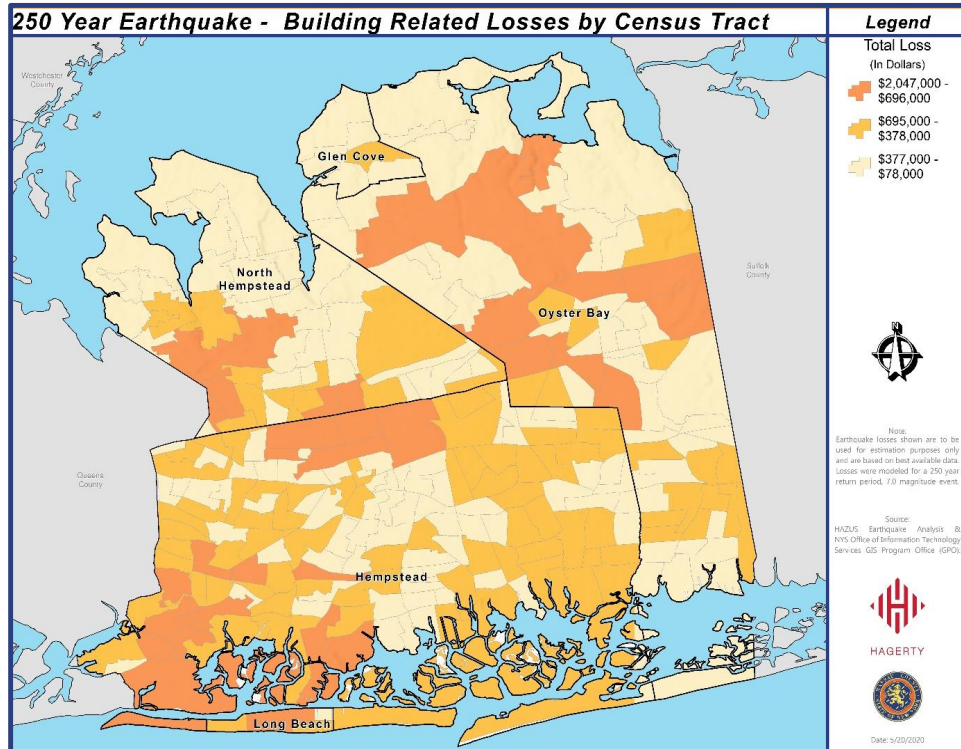 250 Year Earthquake - Building Related Losses by Census Tract
Legend
Total Loss
(In Dollars)
$2,047,000 -
$696,000
$695,000 -
$378,000
$377,000 -
$78,000
Westchester
County
Glen Cove
North
Hempstead
Suffolk
County
Oyster Bay
Queens
County
Hempstead
Long Beach
N
Note:
Earthquake losses shown are to be
used for estimation purposes only
and are based on best available data.
Losses were modeled for a 250 year
return period, 7.0 magnitude event.
Source:
HAZUS Earthquake Analysis &
NYS Office of Information Technology
Services GIS Program Office (GPO).
HAGERTY
Date: 5/20/2020